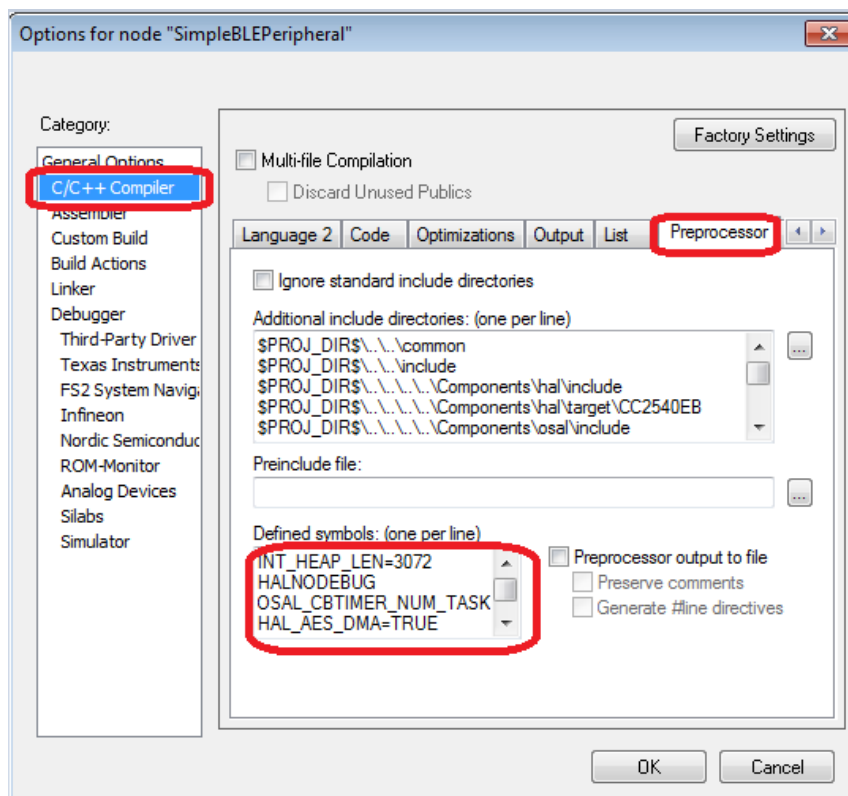 Options for node "SimpleBLEPeripheral"
Category:
General Options
C/C++ Compiler
Assembler
Custom Build
Build Actions
Linker
Debugger
Third-Party Driver
Texas Instruments
FS2 System Naviga
Infineon
Nordic Semiconduc
ROM-Monitor
Analog Devices
Silabs
Simulator
Factory Settings
Multi-file Compilation
Discard Unused Publics
Language 2 Code Optimizations Output List Preprocessor
Ignore standard include directories
Additional include directories: (one per line)
$PROJ_DIR$\..\..\common
$PROJ_DIR$\..\..\include
$PROJ_DIR$\..\..\..\..\..\Components\hal\include
$PROJ_DIR$\..\..\..\..\..\Components\hal\target\CC2540EB
$PROJ_DIR$\..\..\..\..\..\Components\osal\include
...
Preinclude file:
...
Defined symbols: (one per line)
INT_HEAP_LEN=3072
HALNODEBUG
OSAL_CBTIMER_NUM_TASK
HAL_AES_DMA=TRUE
Preprocessor output to file
Preserve comments
Generate #line directives
OK Cancel